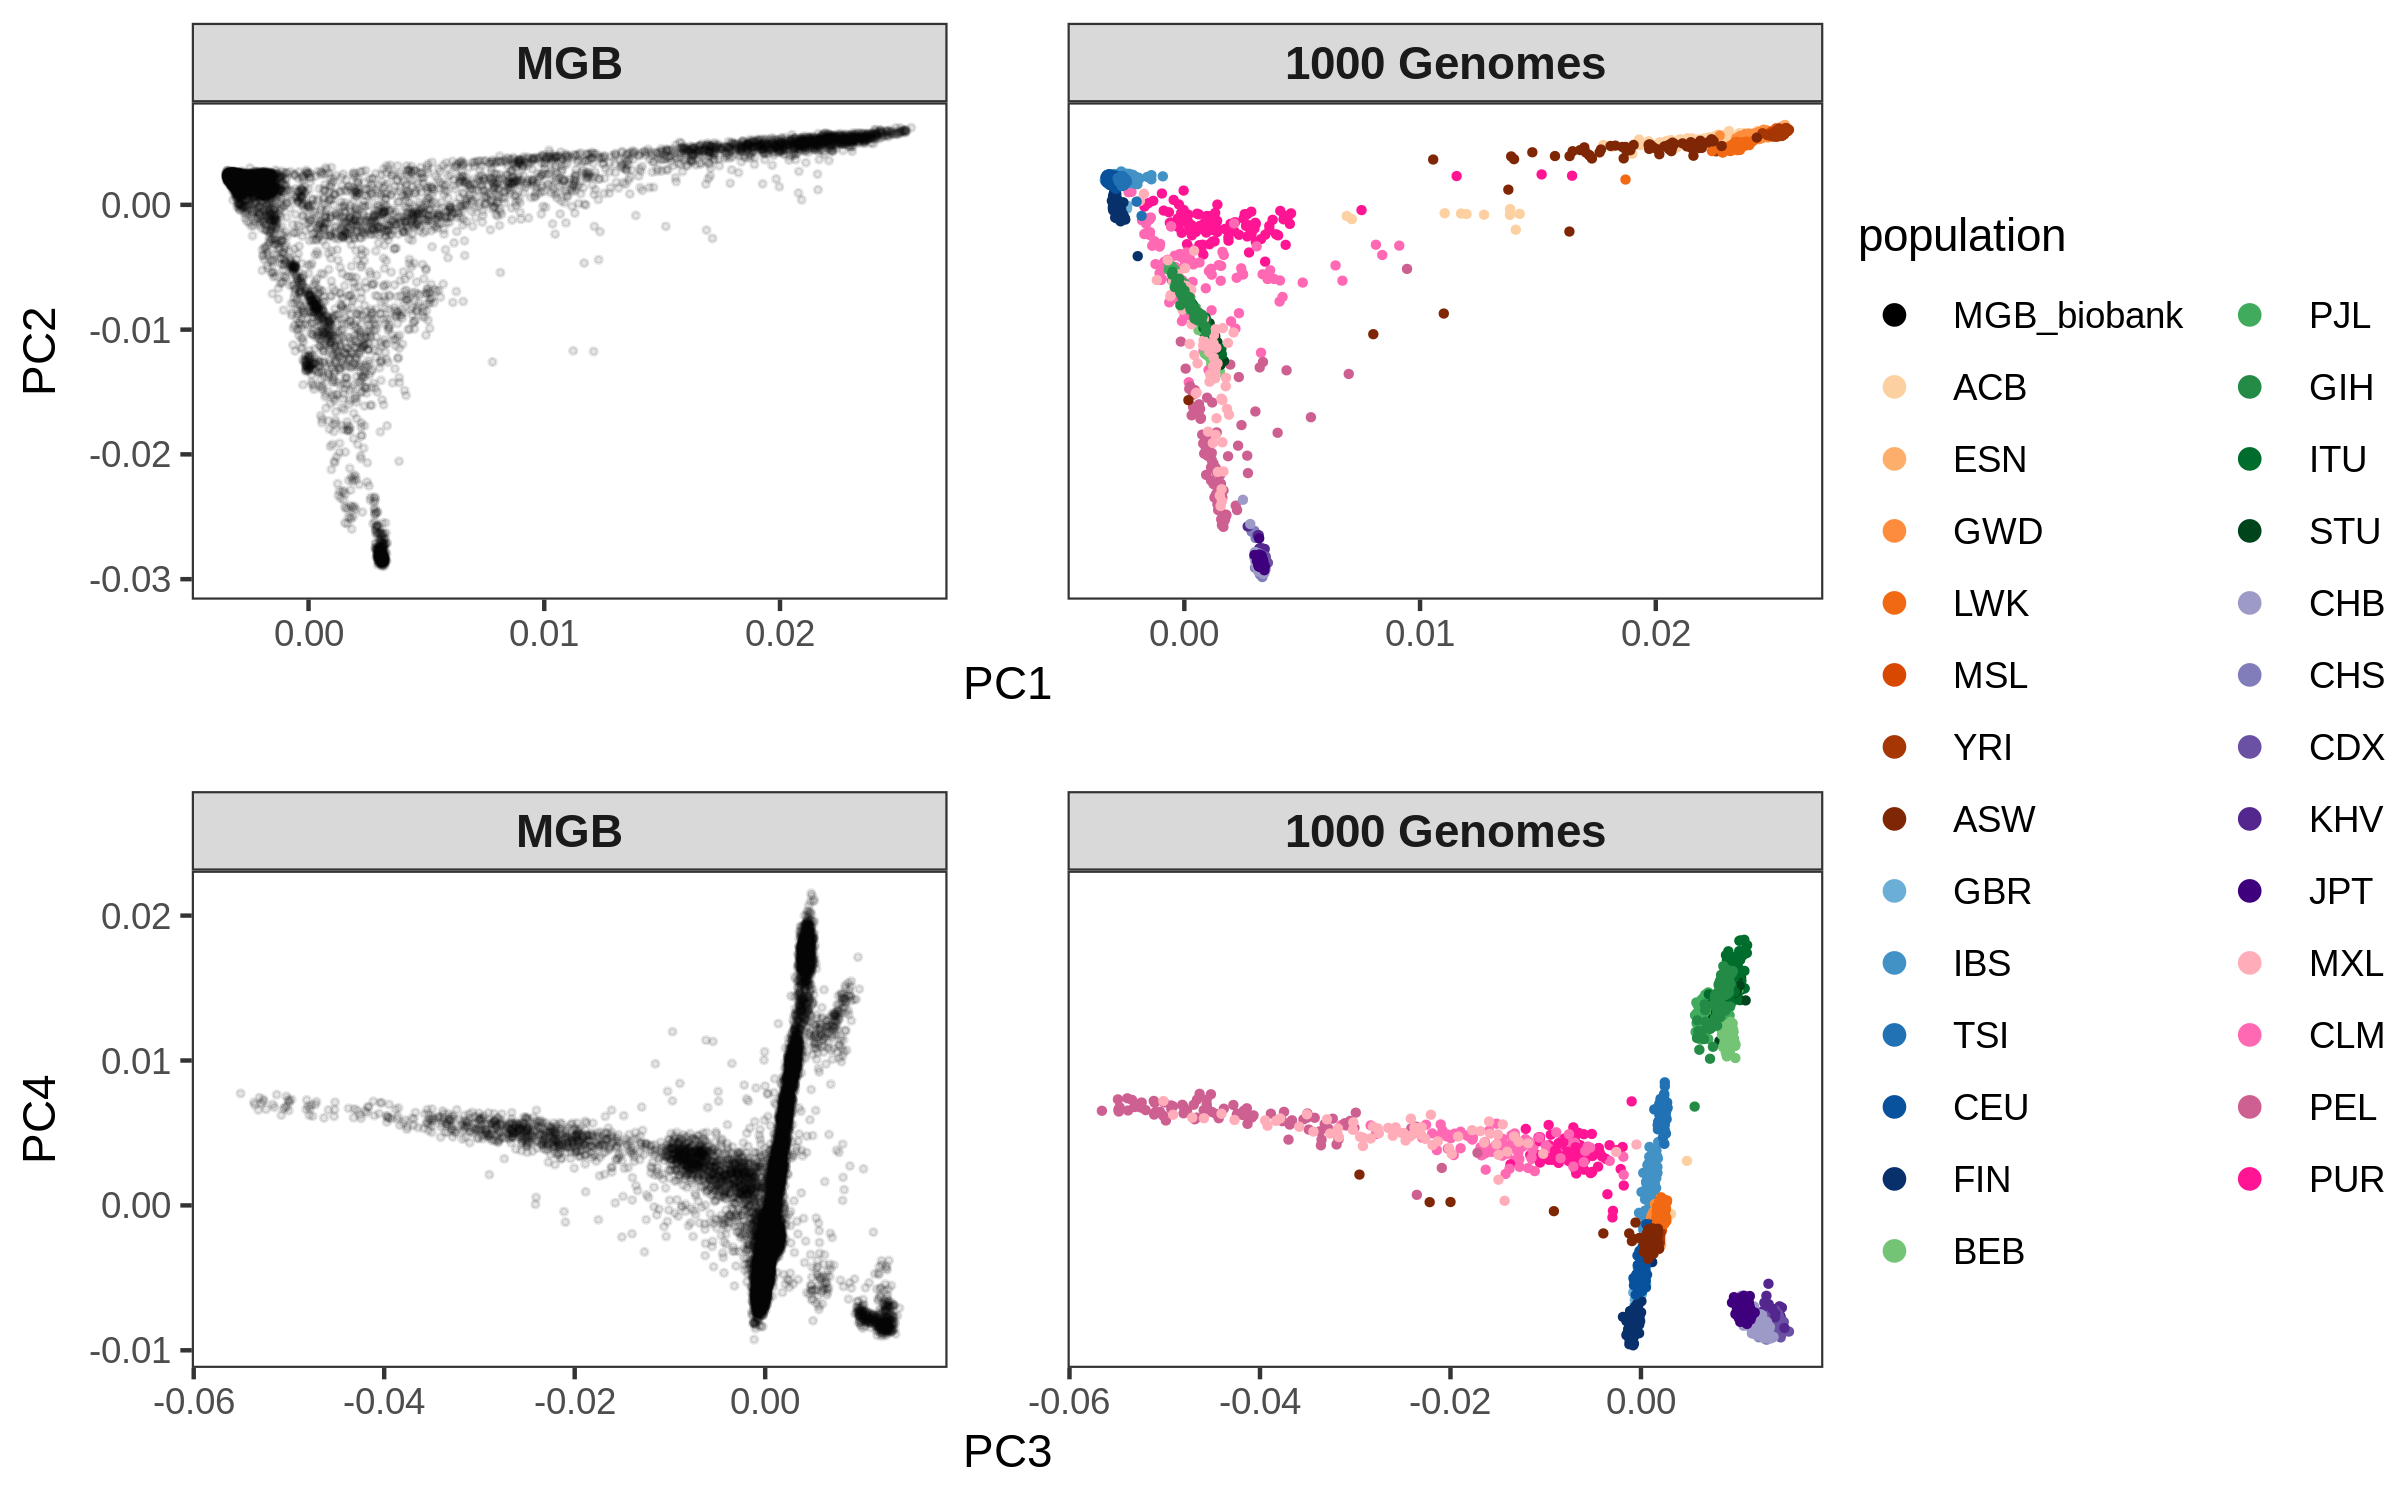 MGB
1000 Genomes
PC2
0.00
-0.01
-0.02
-0.03
0.00
0.01
0.02
0.00
0.01
0.02
PC1
MGB
1000 Genomes
PC4
0.02
0.01
0.00
-0.01
-0.06
-0.04
-0.02
0.00
-0.06
-0.04
-0.02
0.00
PC3
population
MGB_biobank
ACB
ESN
GWD
LWK
MSL
YRI
ASW
GBR
IBS
TSI
CEU
FIN
BEB
PJL
GIH
ITU
STU
CHB
CHS
CDX
KHV
JPT
MXL
CLM
PEL
PUR